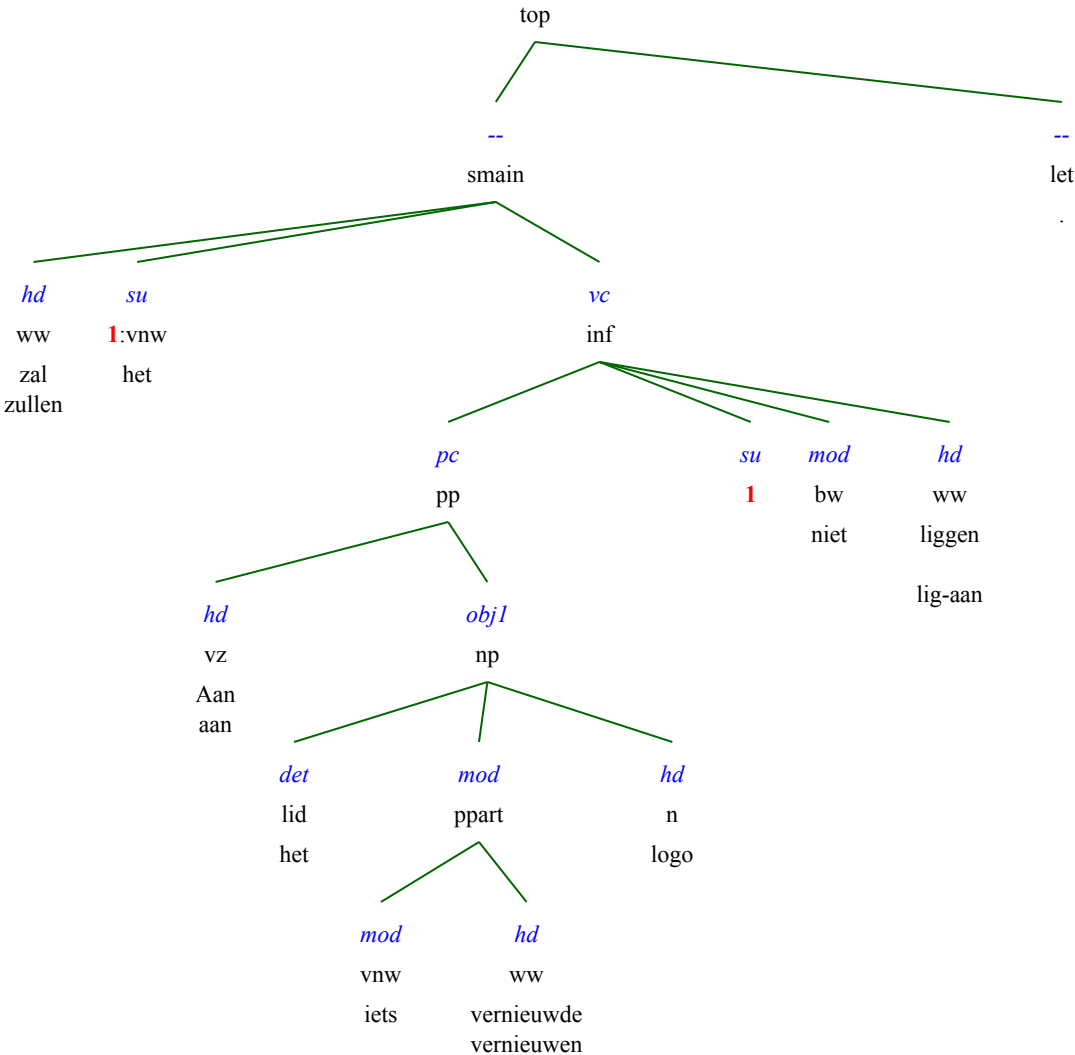 top
-- --
smain let
.
hd su vc
ww 1:vnw inf
zal het
zullen
pc su mod hd
pp 1 bw ww
niet liggen
lig-aan
hd obj1
vz np
Aan
aan
det mod hd
lid ppart n
het logo
mod hd
vnw ww
iets vernieuwde
vernieuwen